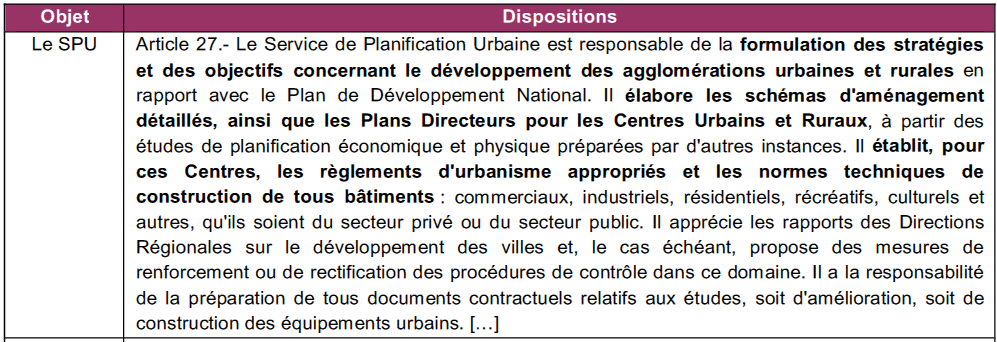 Objet Dispositions
Le SPU Article 27.- Le Service de Planification Urbaine est responsable de la formulation des stratégies
et des objectifs concernant le développement des agglomérations urbaines et rurales en
rapport avec le Plan de Développement National. Il élabore les schémas d'aménagement
détaillés, ainsi que les Plans Directeurs pour les Centres Urbains et Ruraux, à partir des
études de planification économique et physique préparées par d'autres instances. Il établit, pour
ces Centres, les règlements d'urbanisme appropriés et les normes techniques de
construction de tous bâtiments : commerciaux, industriels, résidentiels, récréatifs, culturels et
autres, qu'ils soient du secteur privé ou du secteur public. Il apprécie les rapports des Directions
Régionales sur le développement des villes et, le cas échéant, propose des mesures de
renforcement ou de rectification des procédures de contrôle dans ce domaine. Il a la responsabilité
de la préparation de tous documents contractuels relatifs aux études, soit d'amélioration, soit de
construction des équipements urbains. […]